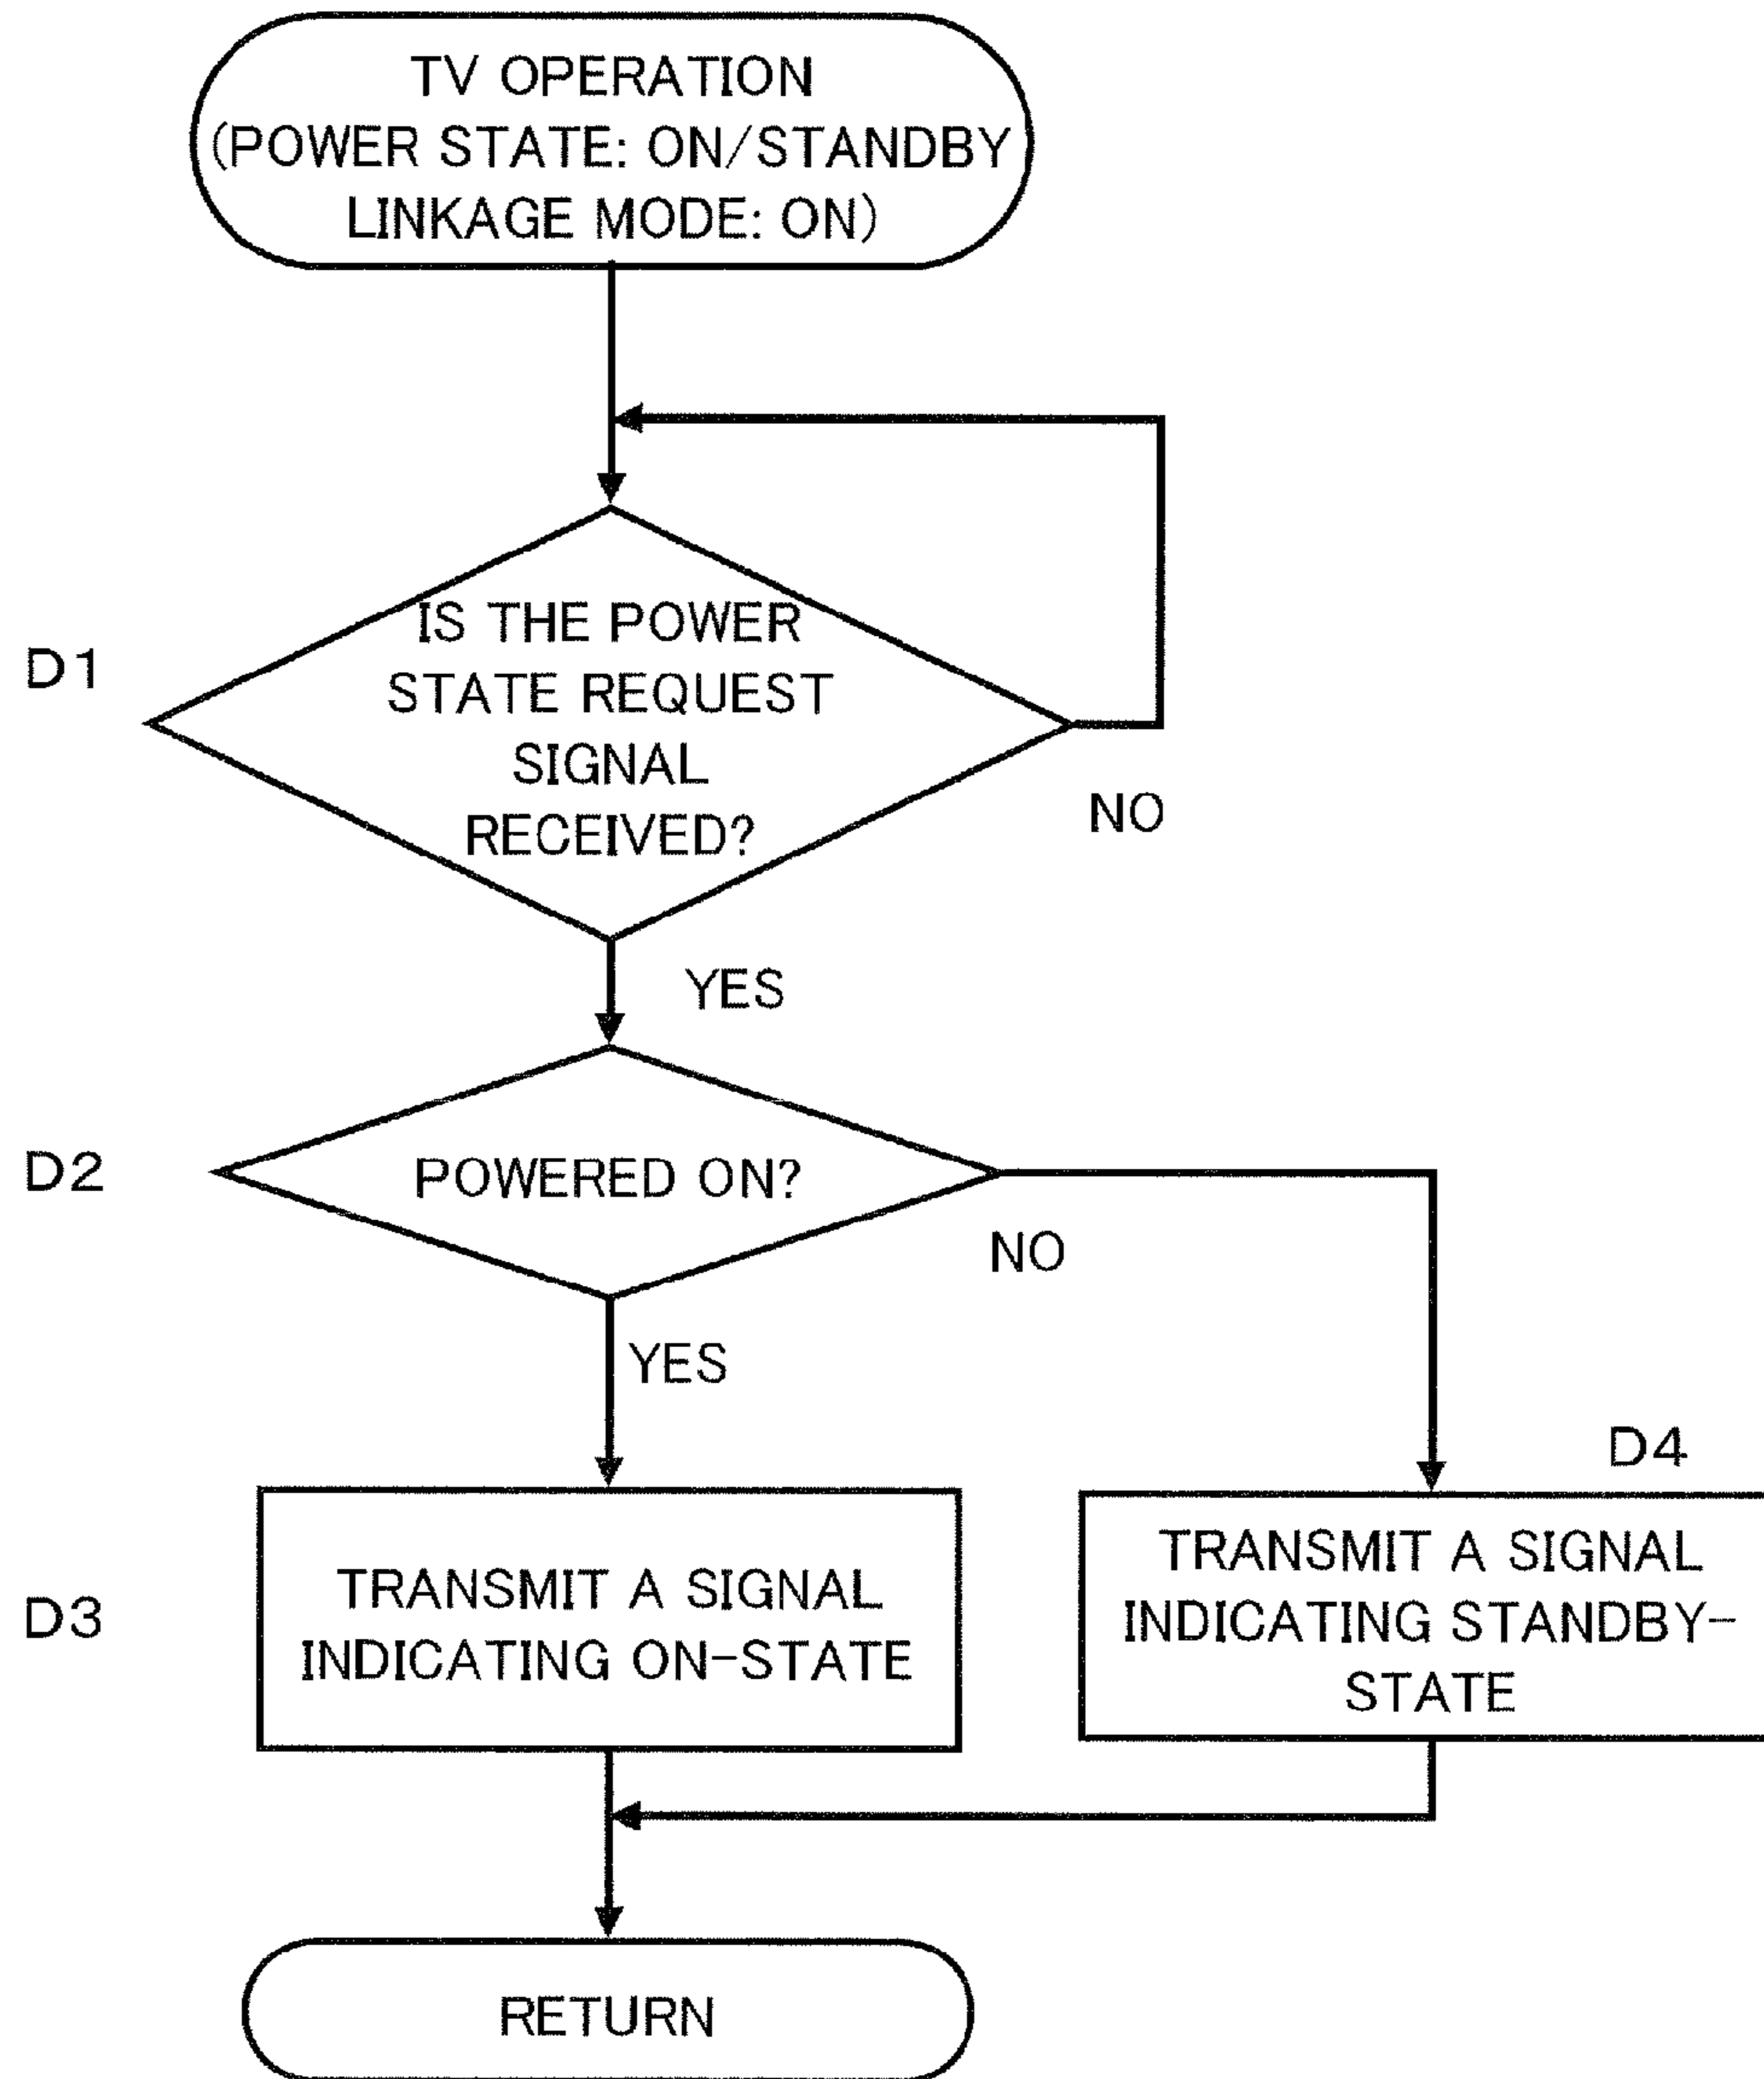 TV OPERATION
(POWER STATE: ON/STANDBY
LINKAGE MODE: ON)
D1
IS THE POWER
STATE REQUEST
SIGNAL
RECEIVED?
NO
YES
D2
POWERED ON?
NO
YES
D3
TRANSMIT A SIGNAL
INDICATING ON-STATE
D4
TRANSMIT A SIGNAL
INDICATING STANDBY-
STATE
RETURN